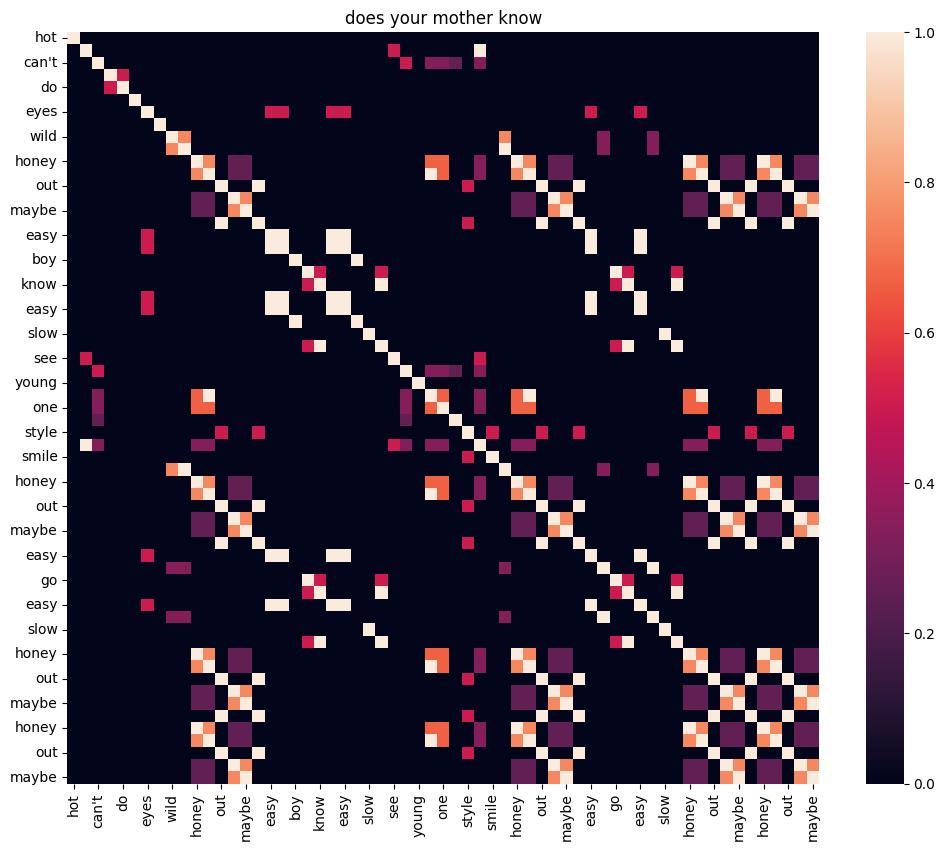 does your mother know
hot
can't
do
eyes
wild
honey
out
maybe
easy
boy
know
easy
slow
see
young
one
style
smile
honey
out
maybe
easy
go
easy
slow
honey
out
maybe
honey
out
maybe
hot
can't
do
eyes
wild
honey
out
maybe
easy
boy
know
easy
slow
see
young
one
style
smile
honey
out
maybe
easy
go
easy
slow
honey
out
maybe
honey
out
maybe
1.0
0.8
0.6
0.4
0.2
0.0